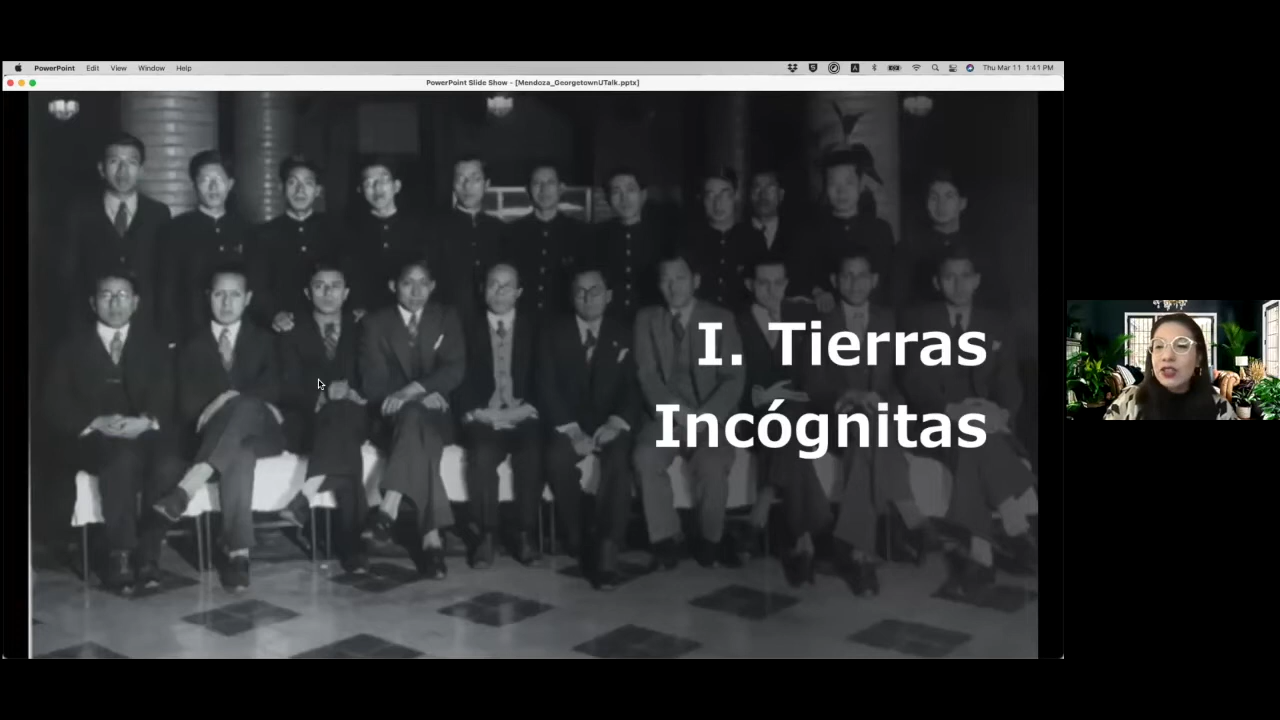 PowerPoint Edit View Window Help
Thu Mar 11 1:41 PM
PowerPoint Slide Show - [Mendoza_GeorgetownUTalk.pptx]
I. Tierras
Incógnitas